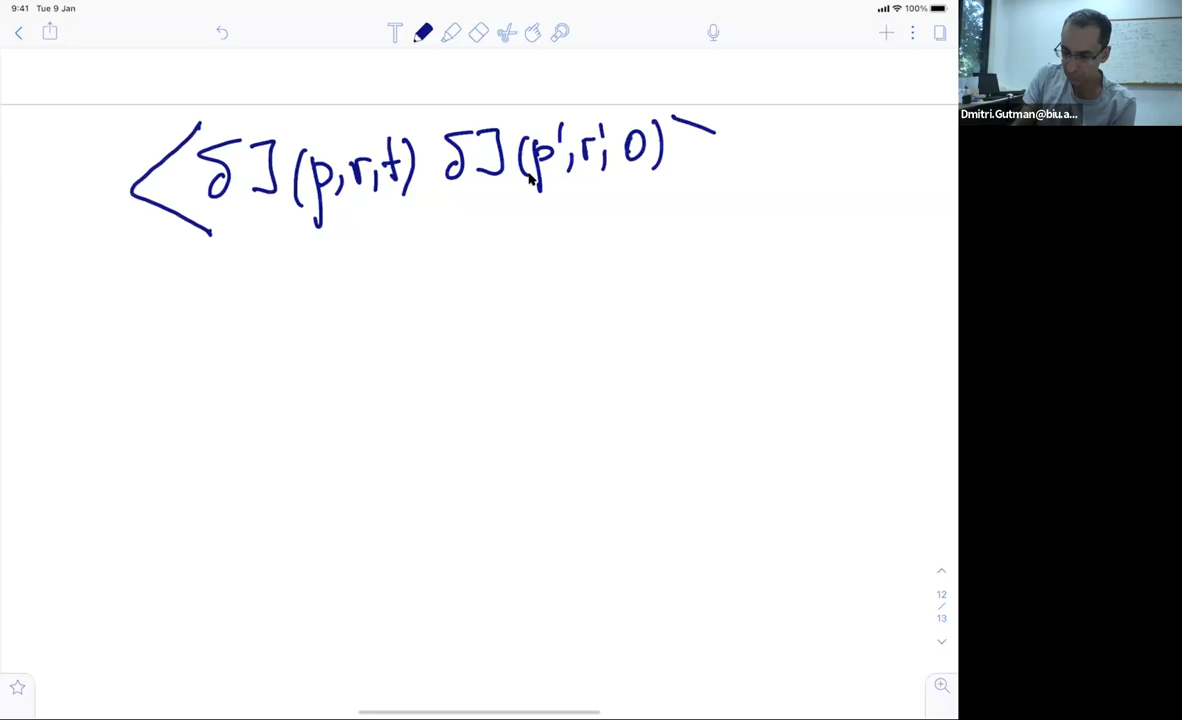 9:41 Tue 9 Jan
100%
⟨δJ(p,r,t) δJ(p',r',0)
Dmitri.Gutman@biu.a...
12
/
13